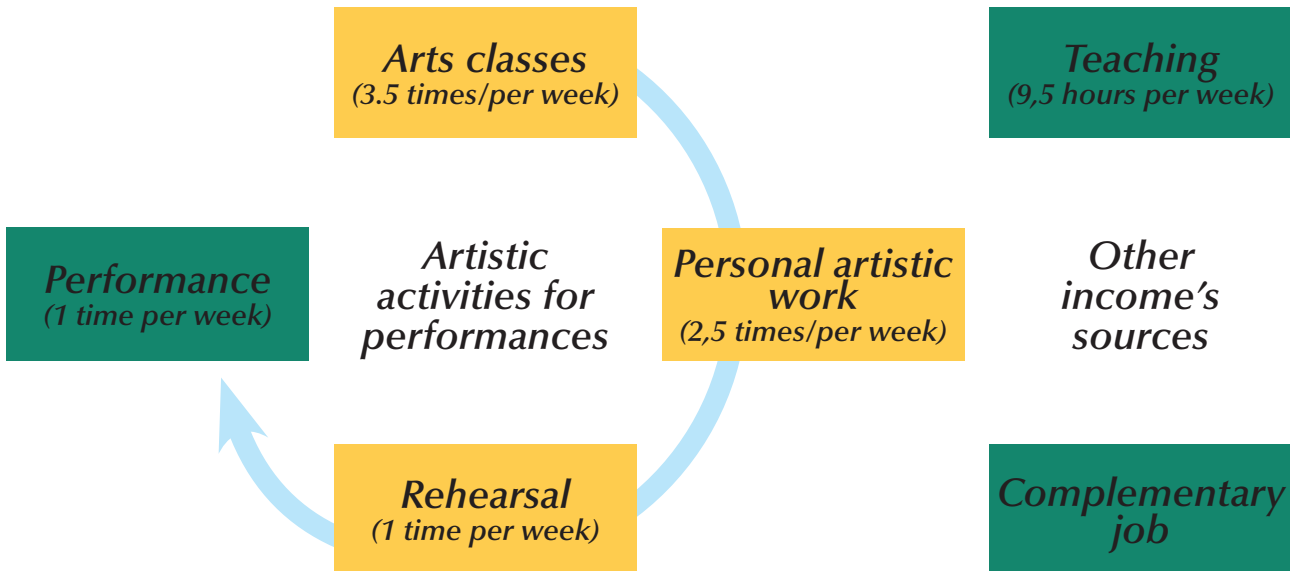 Arts classes
(3.5 times/per week)
Teaching
(9,5 hours per week)
Performance
(1 time per week)
Artistic
activities for
performances
Personal artistic
work
(2,5 times/per week)
Other
income's
sources
Rehearsal
(1 time per week)
Complementary
job